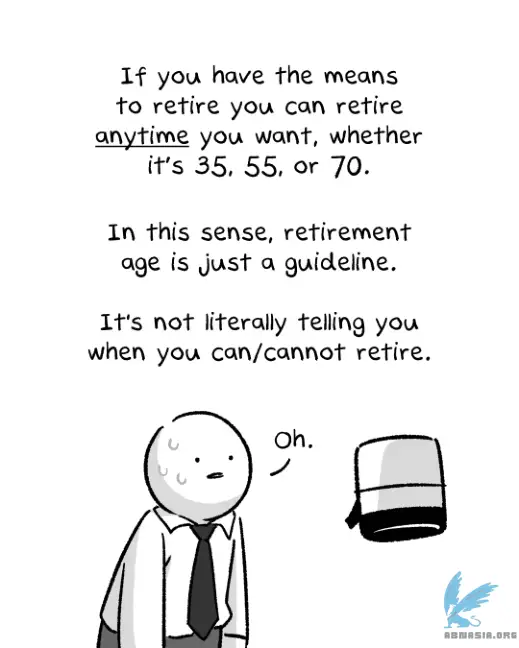 If you have the means
to retire you can retire
anytime you want, whether
it's 35, 55, or 70.
In this sense, retirement
age is just a guideline.
It's not literally telling you
when you can/cannot retire.
Oh.
ABMASIA.ORG